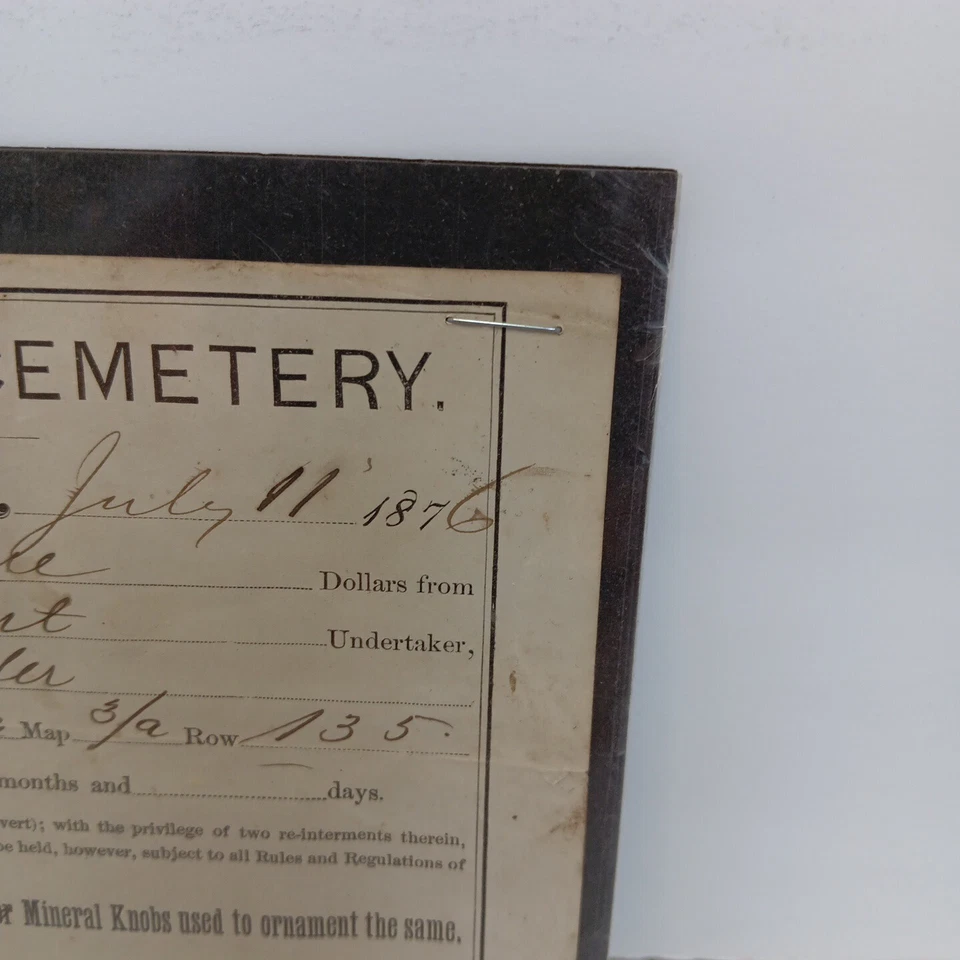 CEMETERY.
July 11 1876
Dollars from
Undertaker,
Map 3/a Row 135.
months and days.
vert); with the privilege of two re-interments therein,
be held, however, subject to all Rules and Regulations of
or Mineral Knobs used to ornament the same.